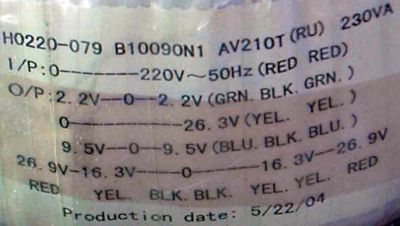 H0220-079 B10090N1 AV210T(RU) 230VA
I/P:0-------220V～50Hz(RED RED)
O/P:2.2V--0--2.2V(GRN. BLK. GRN.)
0----------26.3V(YEL. YEL.)
9.5V--0--9.5V(BLU. BLK. BLU.)
26.9V-16.3V----0-----16.3V-26.9V
RED YEL. BLK. BLK. YEL. RED
Production date: 5/22/04